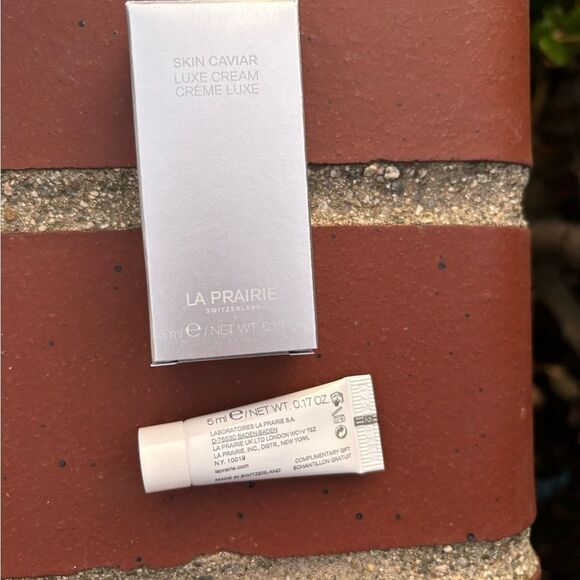 SKIN CAVIAR
LUXE CREAM
CRÈME LUXE
LA PRAIRIE
SWITZERLAND
5 ml e / NET WT. 0.17
5 ml e / NET WT. 0.17 OZ.
LABORATOIRES LA PRAIRIE S.A.
D-76530 BADEN-BADEN
LA PRAIRIE UK LTD LONDON WC1V 7EZ
LA PRAIRIE, INC., DISTR., NEW YORK,
N.Y. 10019
laprairie.com
MADE IN SWITZERLAND
COMPLIMENTARY GIFT
ÉCHANTILLON GRATUIT